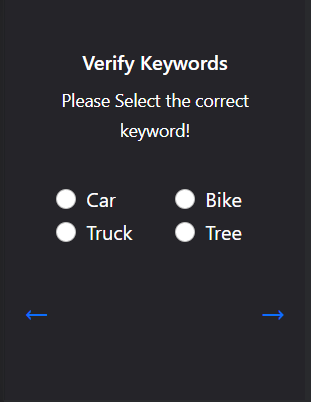 Verify Keywords
Please Select the correct
keyword!
Car Bike
Truck Tree
← →